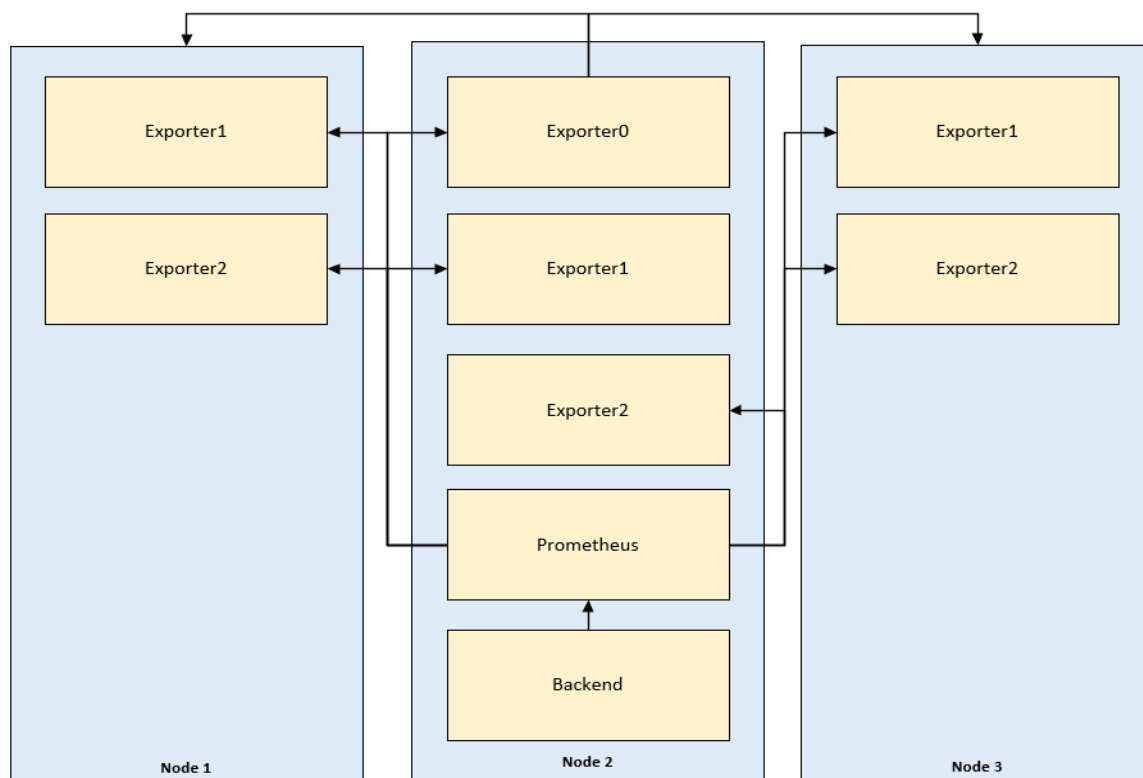 Exporter1
Exporter2
Node 1
Exporter0
Exporter1
Exporter2
Prometheus
Backend
Node 2
Exporter1
Exporter2
Node 3